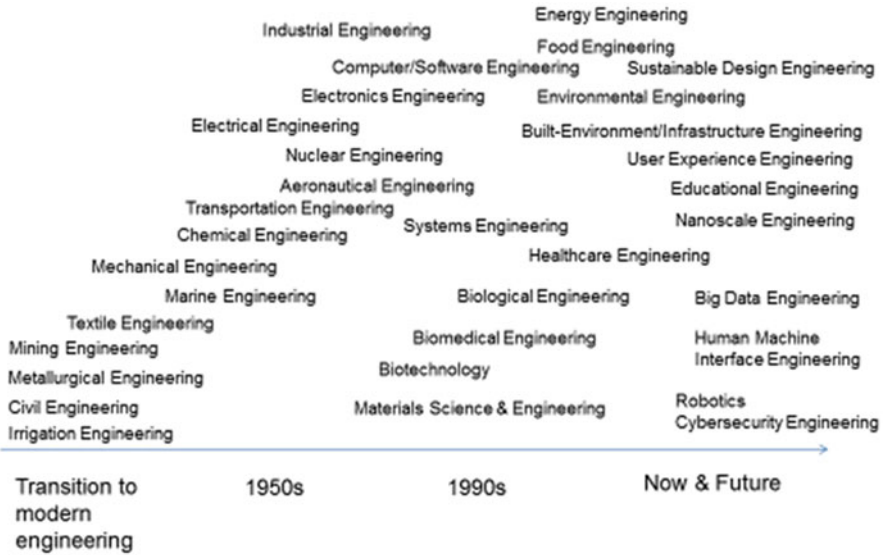 Energy Engineering
Industrial Engineering
Food Engineering
Computer/Software Engineering
Sustainable Design Engineering
Electronics Engineering
Environmental Engineering
Electrical Engineering
Built-Environment/Infrastructure Engineering
Nuclear Engineering
User Experience Engineering
Aeronautical Engineering
Educational Engineering
Transportation Engineering
Nanoscale Engineering
Systems Engineering
Chemical Engineering
Healthcare Engineering
Mechanical Engineering
Marine Engineering
Biological Engineering
Big Data Engineering
Textile Engineering
Biomedical Engineering
Human Machine
Interface Engineering
Mining Engineering
Biotechnology
Metallurgical Engineering
Robotics
Cybersecurity Engineering
Civil Engineering
Materials Science & Engineering
Irrigation Engineering
Transition to
modern
engineering
1950s
1990s
Now & Future